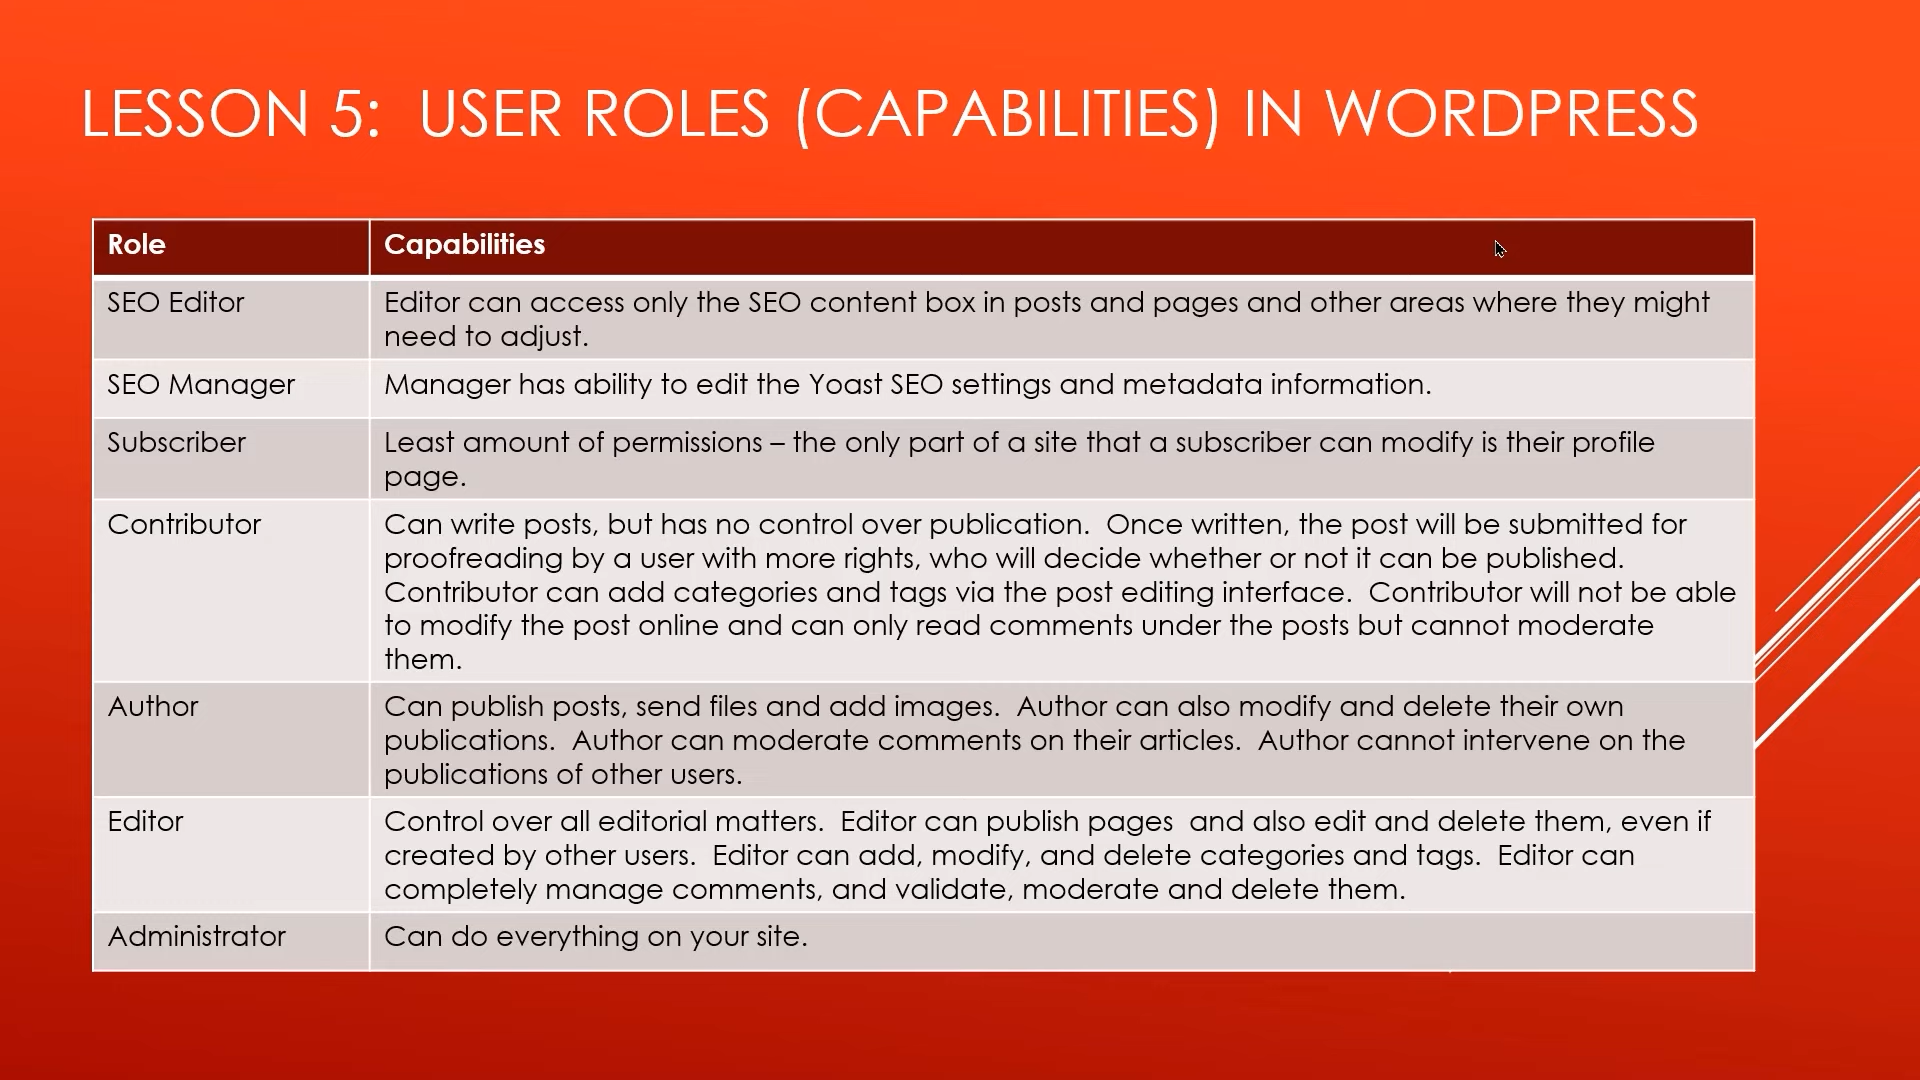 LESSON 5:  USER ROLES (CAPABILITIES) IN WORDPRESS
Role
Capabilities
SEO Editor
Editor can access only the SEO content box in posts and pages and other areas where they might
need to adjust.
SEO Manager
Manager has ability to edit the Yoast SEO settings and metadata information.
Subscriber
Least amount of permissions – the only part of a site that a subscriber can modify is their profile
page.
Contributor
Can write posts, but has no control over publication.  Once written, the post will be submitted for
proofreading by a user with more rights, who will decide whether or not it can be published.
Contributor can add categories and tags via the post editing interface.  Contributor will not be able
to modify the post online and can only read comments under the posts but cannot moderate
them.
Author
Can publish posts, send files and add images.  Author can also modify and delete their own
publications.  Author can moderate comments on their articles.  Author cannot intervene on the
publications of other users.
Editor
Control over all editorial matters.  Editor can publish pages  and also edit and delete them, even if
created by other users.  Editor can add, modify, and delete categories and tags.  Editor can
completely manage comments, and validate, moderate and delete them.
Administrator
Can do everything on your site.